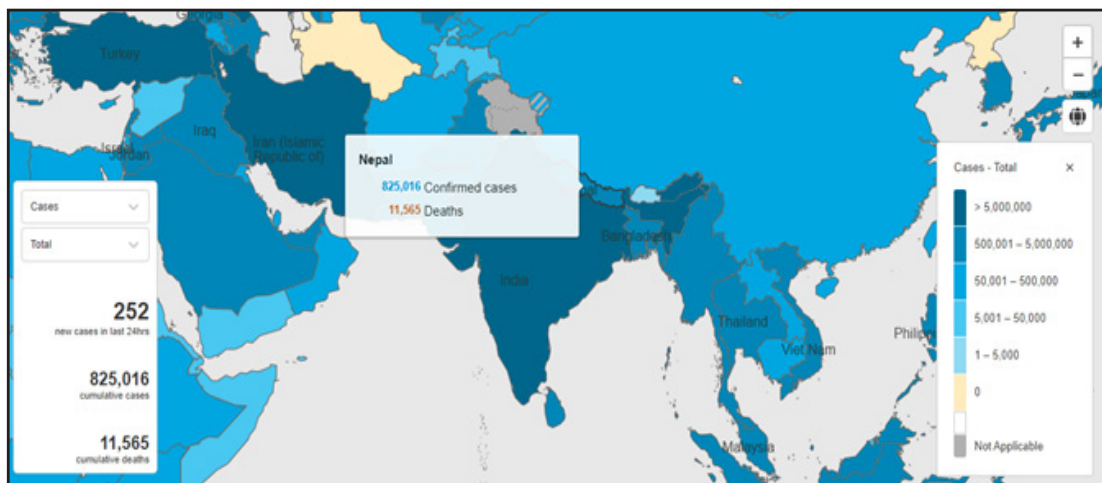 Georgia
Turkey
Iraq
Israel
Jordan
Iran (Islamic
Republic of)
Nepal
825,016 Confirmed cases
11,565 Deaths
Bangladesh
India
Thailand
Viet Nam
Malaysia
Cases
Total
252
new cases in last 24hrs
825,016
cumulative cases
11,565
cumulative deaths
+
−
Cases - Total ×
> 5,000,000
500,001 – 5,000,000
50,001 – 500,000
5,001 – 50,000
1 – 5,000
0
Not Applicable